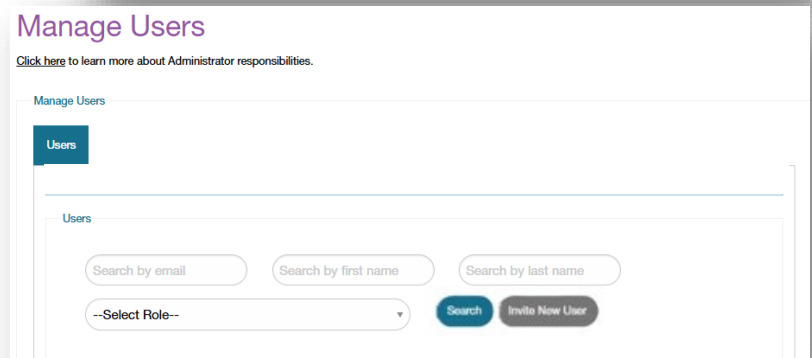 Manage Users
Click here to learn more about Administrator responsibilities.
Manage Users
Users
Users
Search by email Search by first name Search by last name
--Select Role-- Search Invite New User